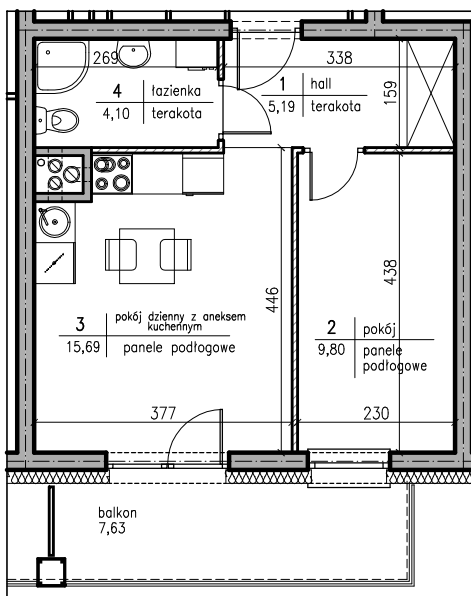 269
338
4 łazienka
4,10 terakota
1 hall
5,19 terakota
159
446
438
3 pokój dzienny z aneksem
kuchennym
15,69 panele podłogowe
2 pokój
9,80 panele
podłogowe
377
230
balkon
7,63